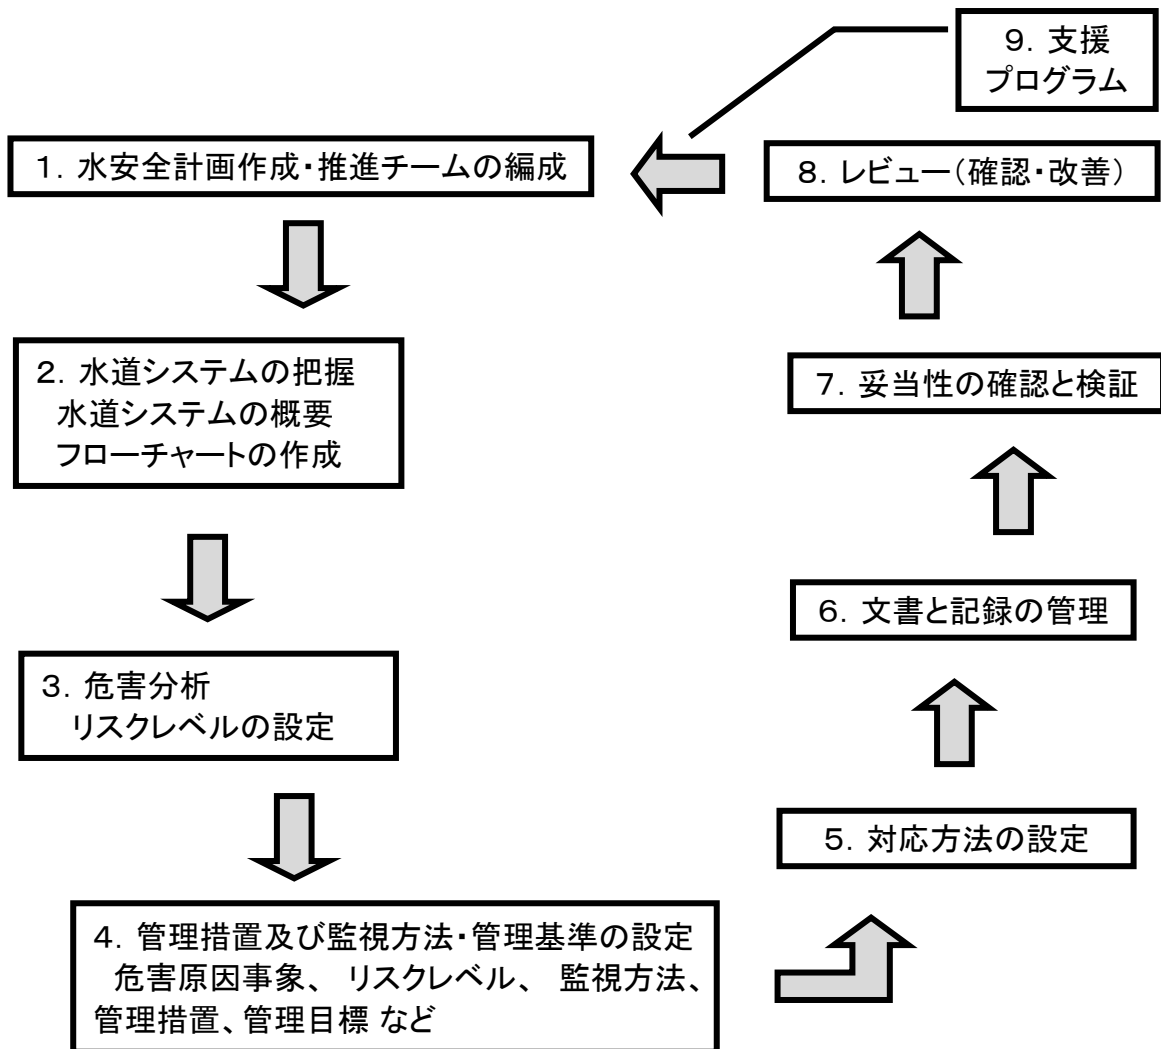 9．支援
プログラム
1．水安全計画作成・推進チームの編成
8．レビュー（確認・改善）
2．水道システムの把握
水道システムの概要
フローチャートの作成
7．妥当性の確認と検証
6．文書と記録の管理
3．危害分析
リスクレベルの設定
5．対応方法の設定
4．管理措置及び監視方法・管理基準の設定
危害原因事象、 リスクレベル、 監視方法、
管理措置、管理目標 など